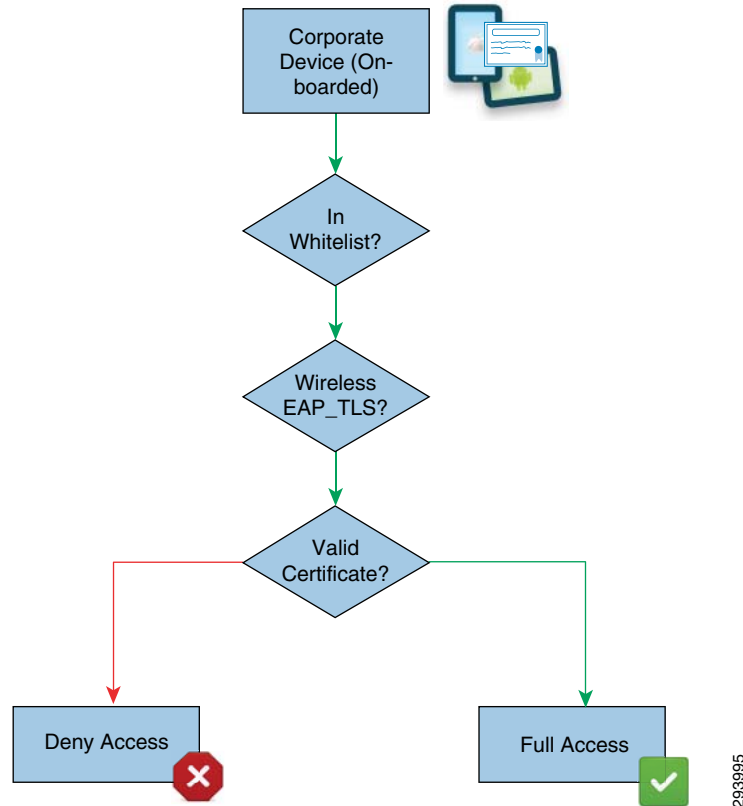 Corporate
Device (On-
boarded)
In
Whitelist?
Wireless
EAP_TLS?
Valid
Certificate?
Deny Access
Full Access
293995